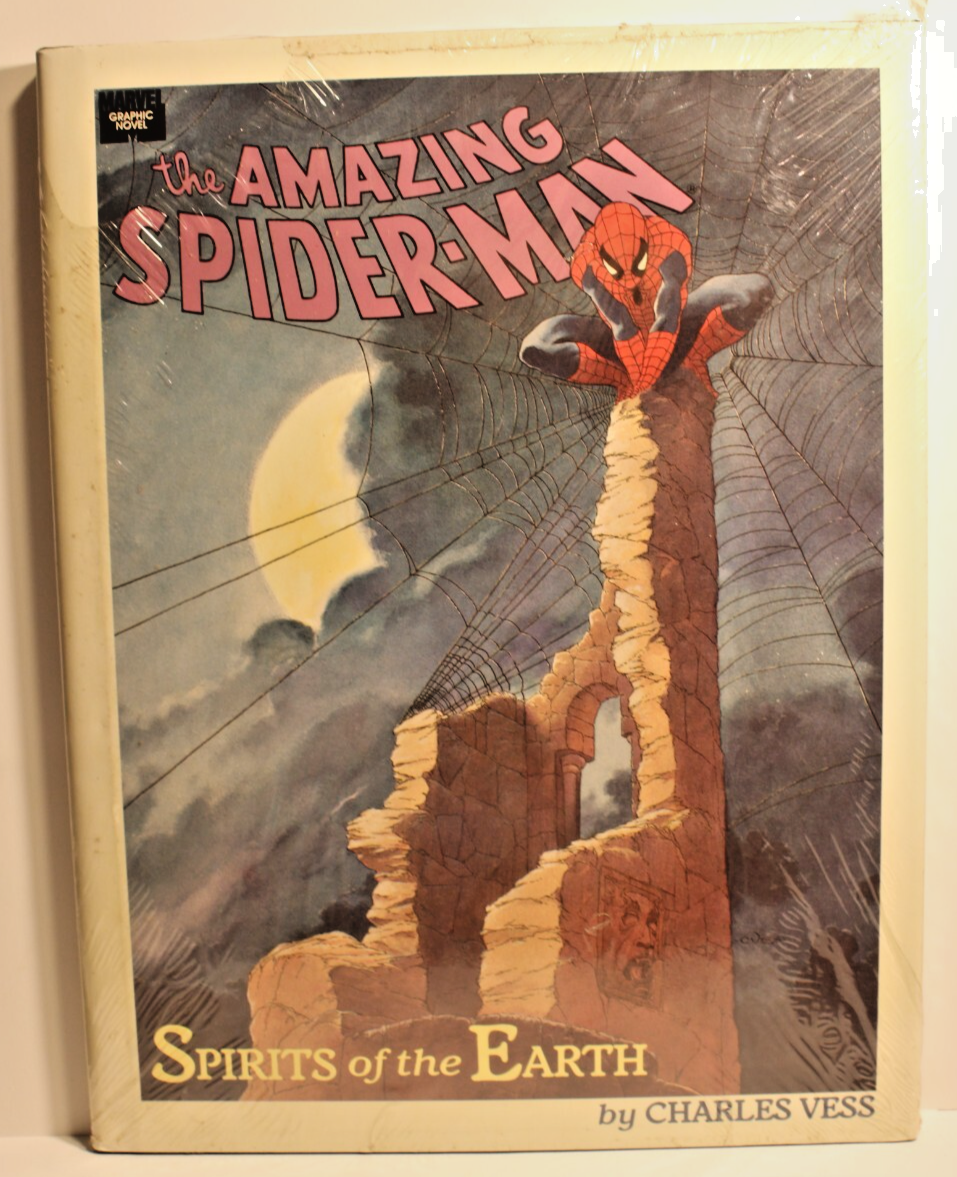 MARVEL
GRAPHIC
NOVEL
the AMAZING
SPIDER-MAN®
SPIRITS of the EARTH
by CHARLES VESS